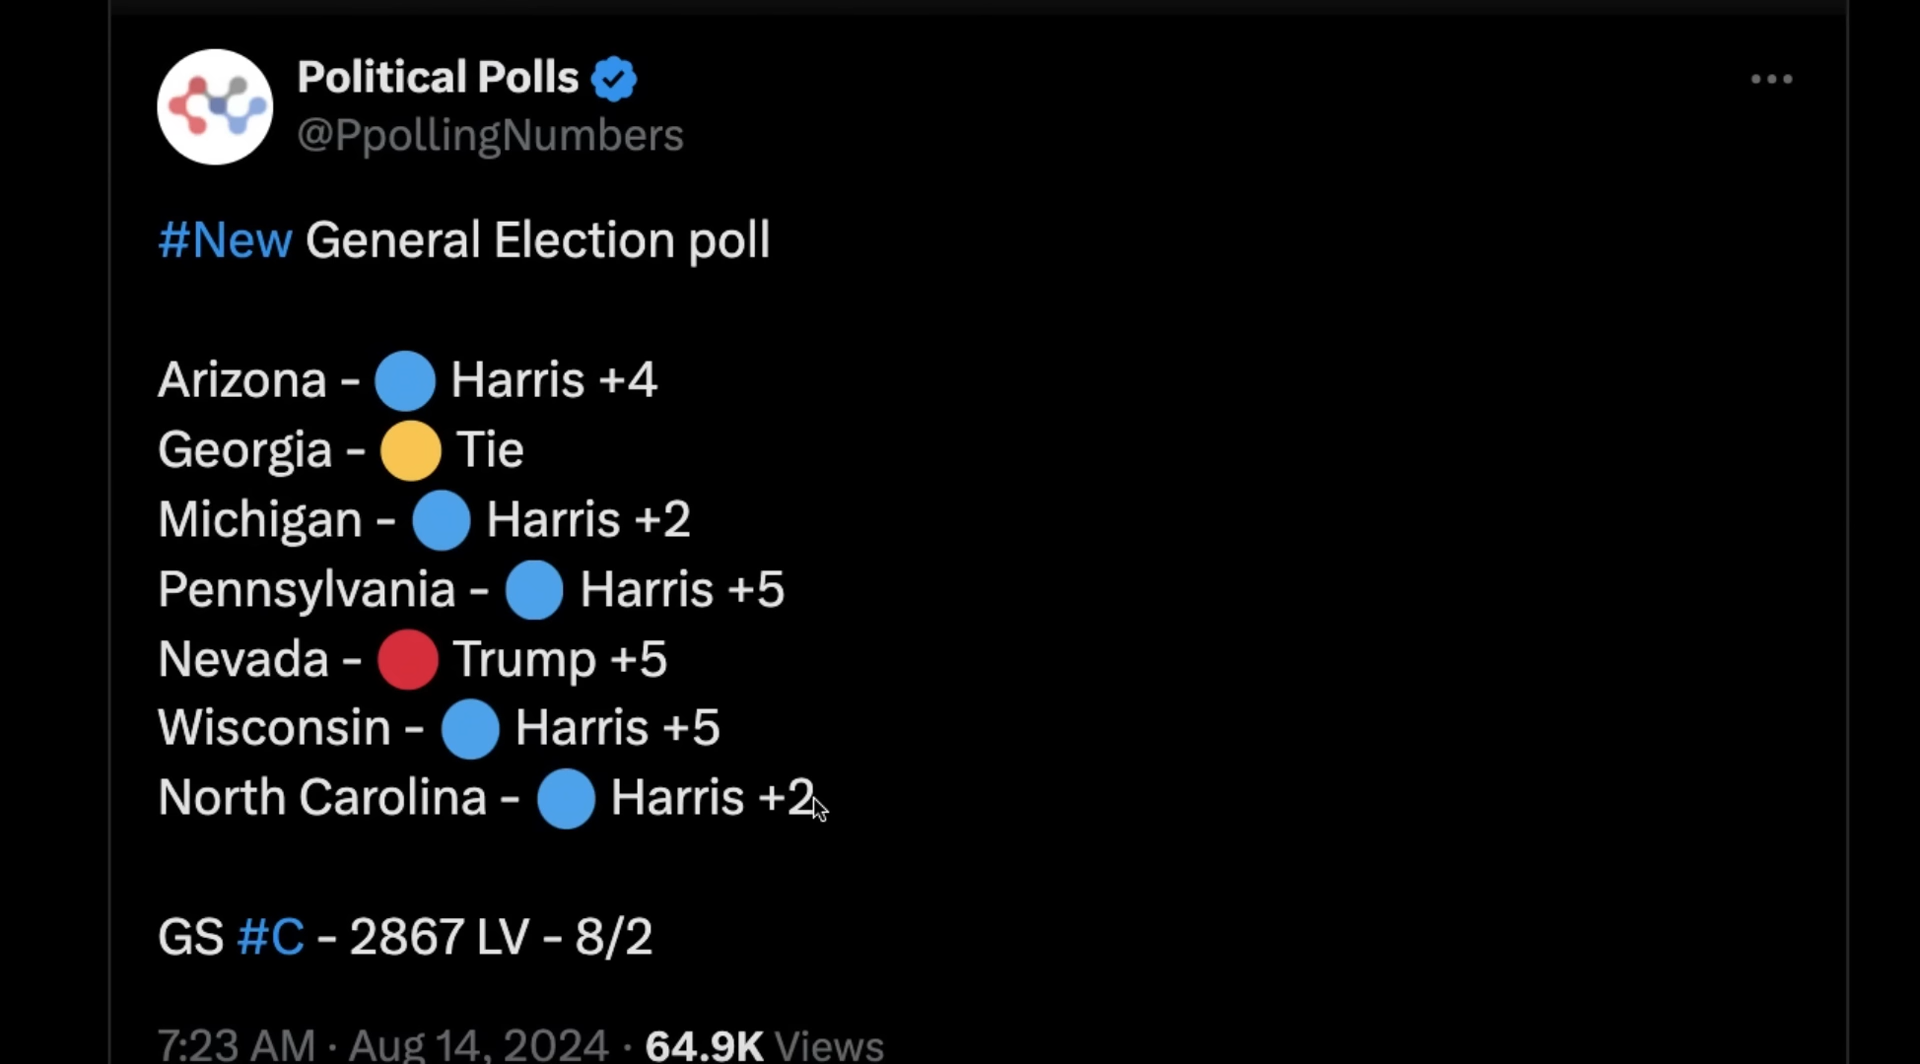 Political Polls
@PpollingNumbers
#New General Election poll
Arizona - Harris +4
Georgia - Tie
Michigan - Harris +2
Pennsylvania - Harris +5
Nevada - Trump +5
Wisconsin - Harris +5
North Carolina - Harris +2
GS #C - 2867 LV - 8/2
7:23 AM · Aug 14, 2024 · 64.9K Views